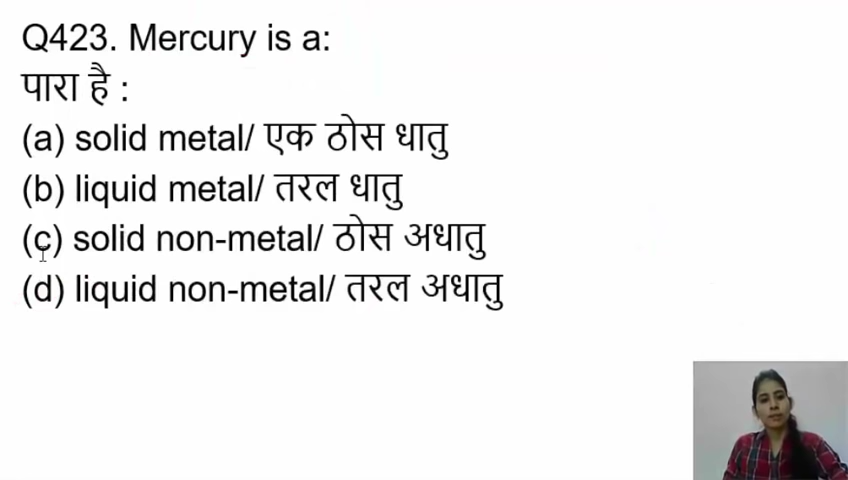 Q423. Mercury is a:
पारा है :
(a) solid metal/ एक ठोस धातु
(b) liquid metal/ तरल धातु
(c) solid non-metal/ ठोस अधातु
(d) liquid non-metal/ तरल अधातु